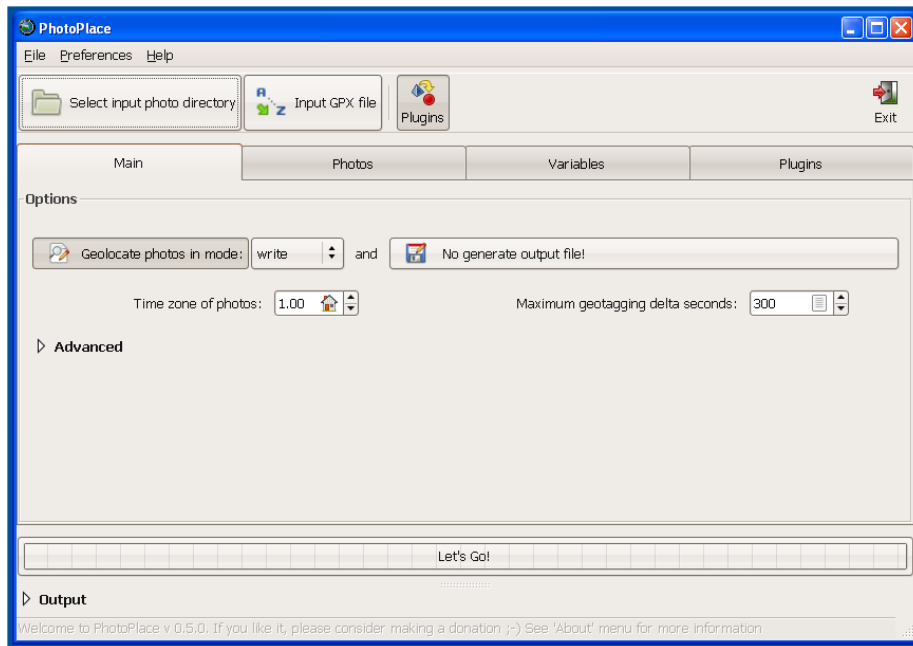 PhotoPlace
File Preferences Help
Select input photo directory
A Z Input GPX file
Plugins
Exit
Main Photos Variables Plugins
Options
Geolocate photos in mode: write and No generate output file!
Time zone of photos: 1.00 Maximum geotagging delta seconds: 300
Advanced
Let's Go!
Output
Welcome to PhotoPlace v 0.5.0. If you like it, please consider making a donation ;-) See 'About' menu for more information